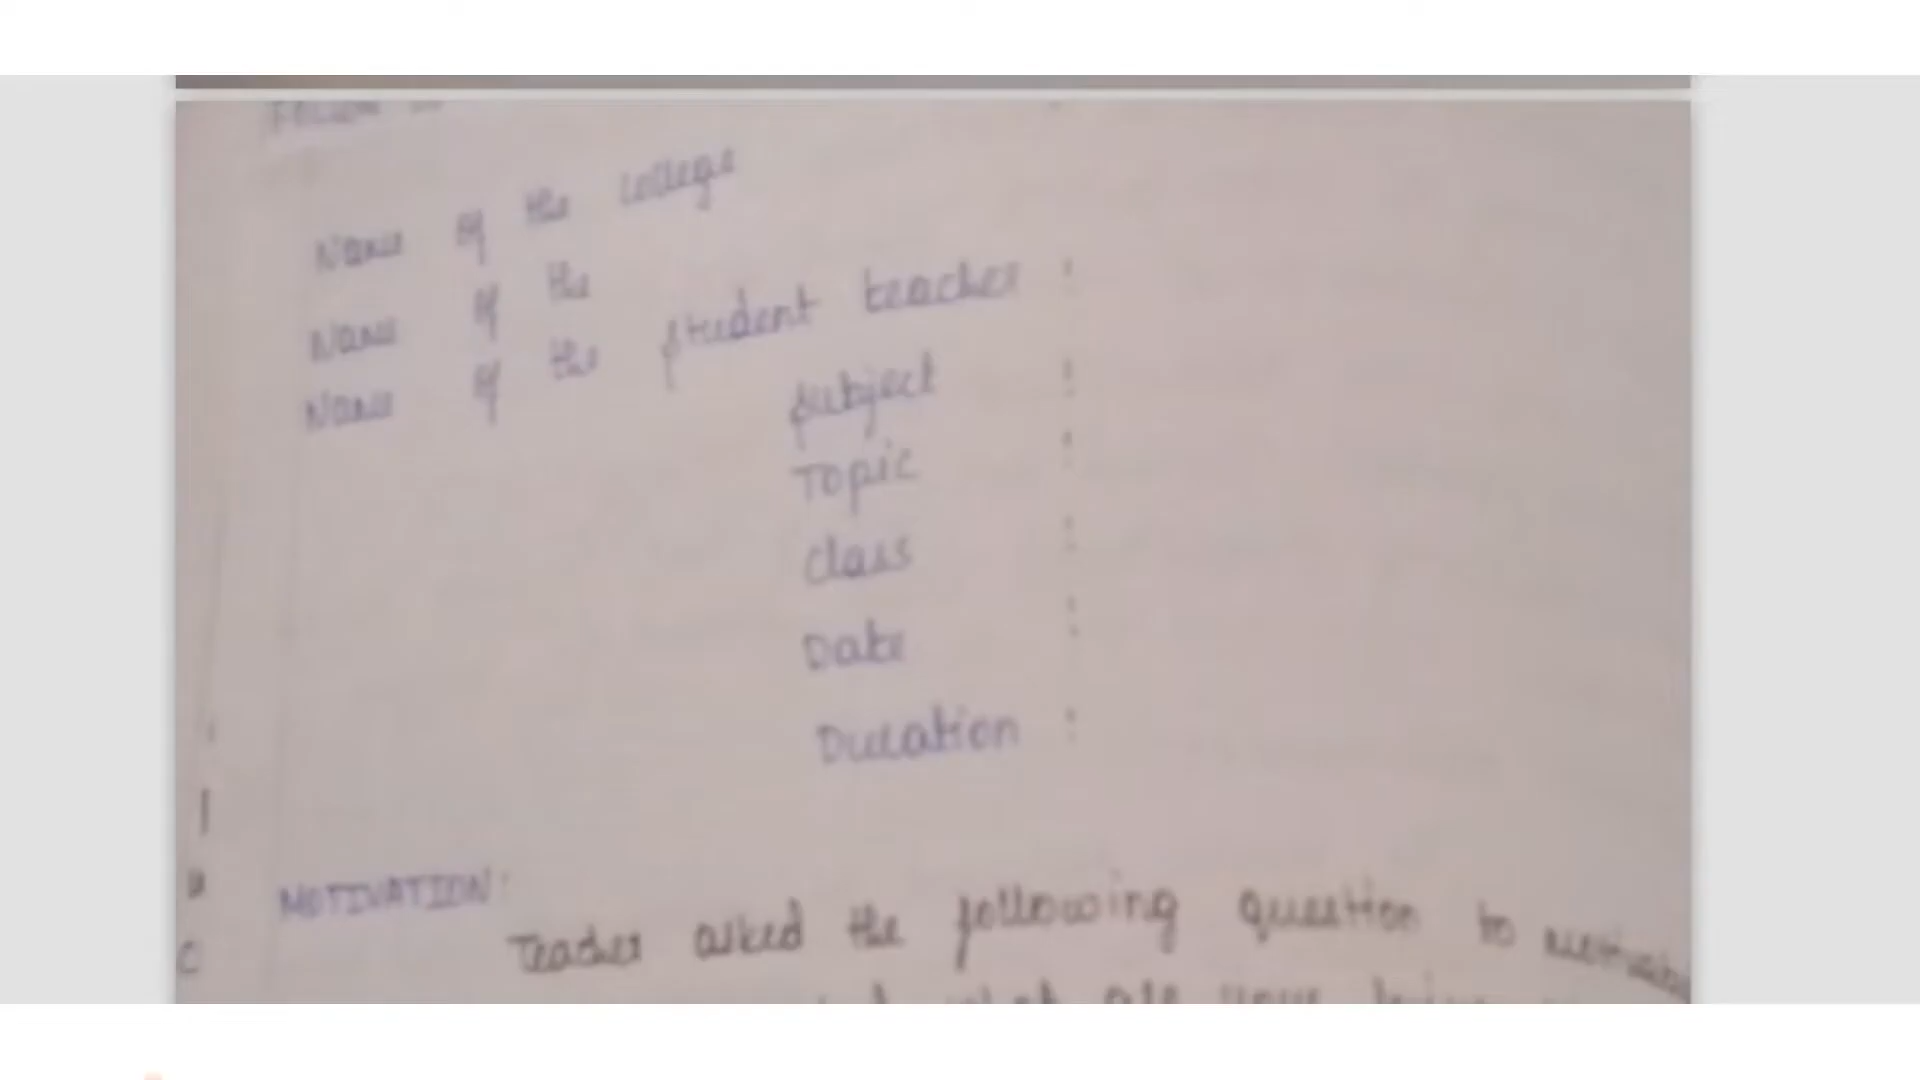 Name of the college
Name of the
Name of the student teacher :
Subject :
Topic :
Class :
Date :
Duration :
MOTIVATION:
Teacher asked the following question to